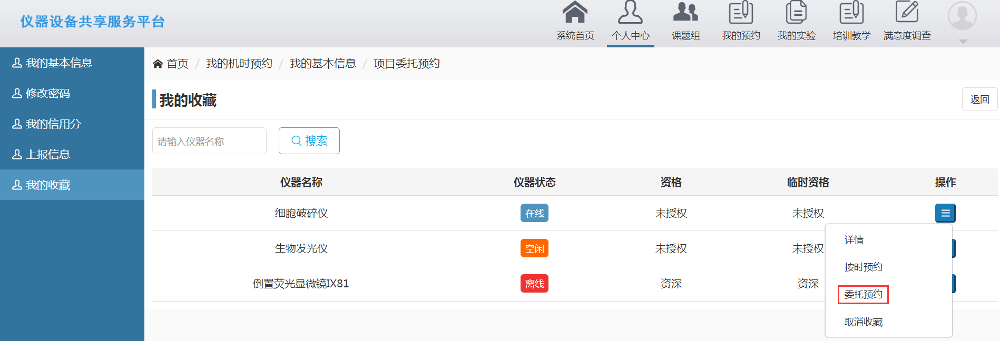 仪器设备共享服务平台
系统首页 个人中心 课题组 我的预约 我的实验 培训教学 满意度调查
我的基本信息
修改密码
我的信用分
上报信息
我的收藏
首页 / 我的机时预约 / 我的基本信息 / 项目委托预约
我的收藏
返回
请输入仪器名称 搜索
仪器名称 仪器状态 资格 临时资格 操作
细胞破碎仪 在线 未授权 未授权
生物发光仪 空闲 未授权 未授权
倒置荧光显微镜IX81 离线 资深 资深
详情
按时预约
委托预约
取消收藏